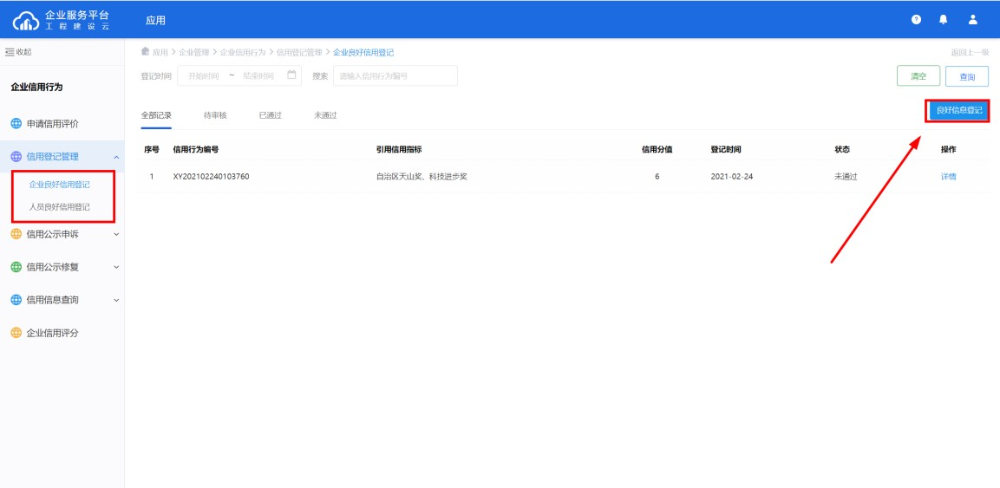 企业服务平台
工程建设云
应用
收起
应用 > 企业管理 > 企业信用行为 > 信用登记管理 > 企业良好信用登记
返回上一级
登记时间 开始时间 ~ 结束时间 搜索 请输入信用行为编号
清空 查询
企业信用行为
全部记录 待审核 已通过 未通过
良好信息登记
申请信用评价
信用登记管理
企业良好信用登记
人员良好信用登记
信用公示申诉
信用公示修复
信用信息查询
企业信用评分
序号 信用行为编号 引用信用指标 信用分值 登记时间 状态 操作
1 XY202102240103760 自治区天山奖、科技进步奖 6 2021-02-24 未通过 详情